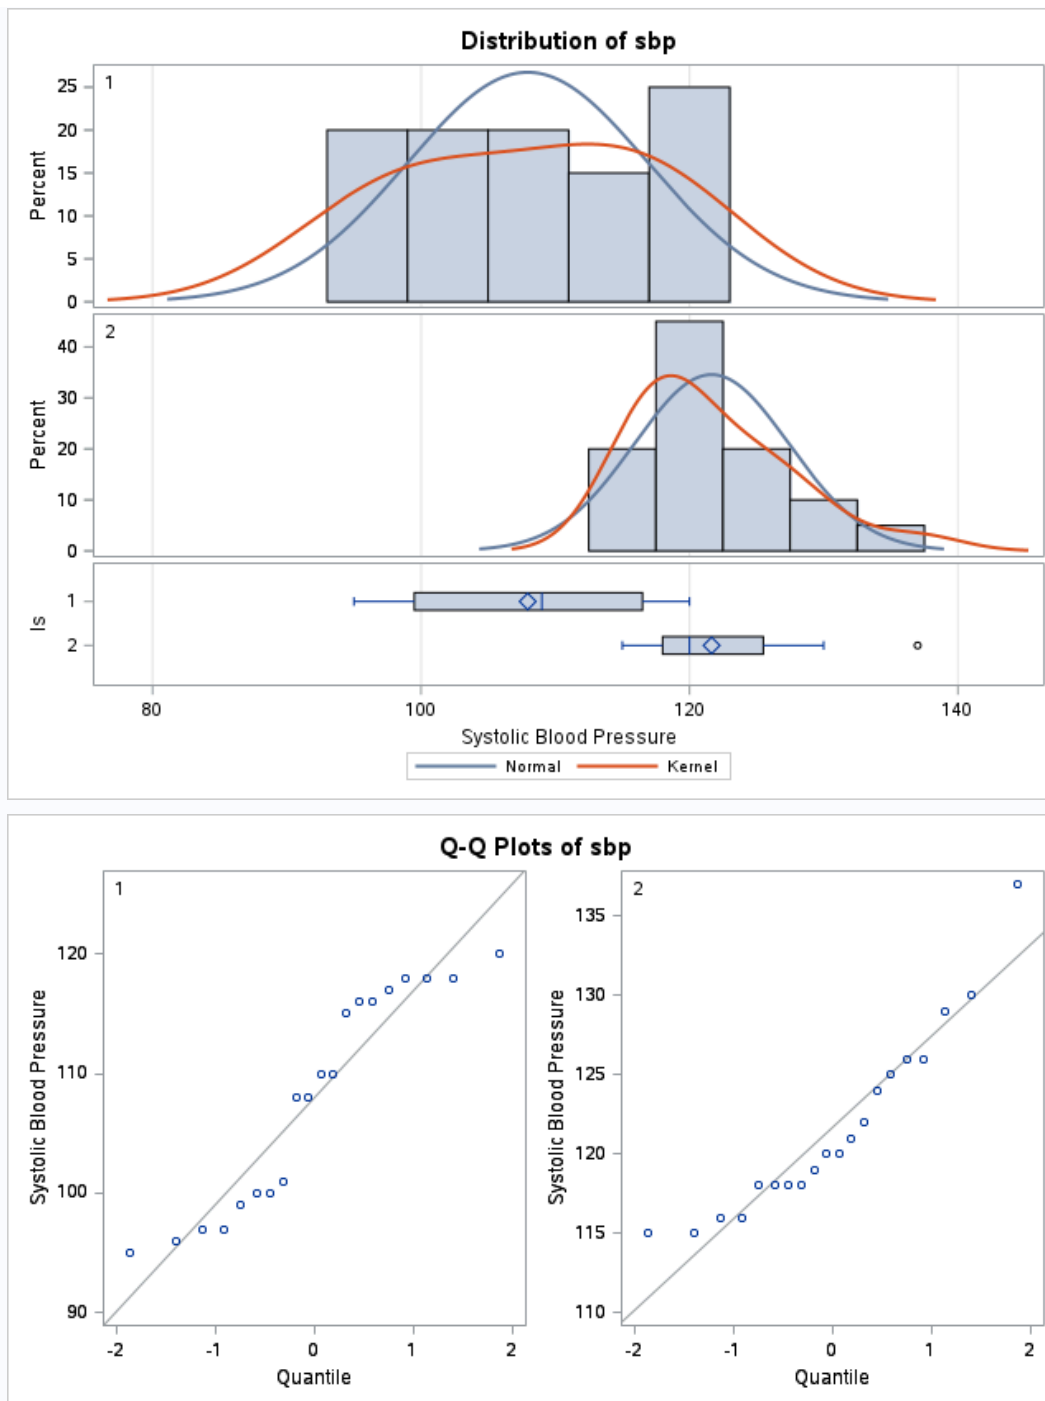 Distribution of sbp
1
Percent
25
20
15
10
5
0
2
Percent
40
30
20
10
0
ls
1
2
80 100 120 140
Systolic Blood Pressure
Normal Kernel
Q-Q Plots of sbp
1
Systolic Blood Pressure
120
110
100
90
-2 -1 0 1 2
Quantile
2
Systolic Blood Pressure
135
130
125
120
115
110
-2 -1 0 1 2
Quantile